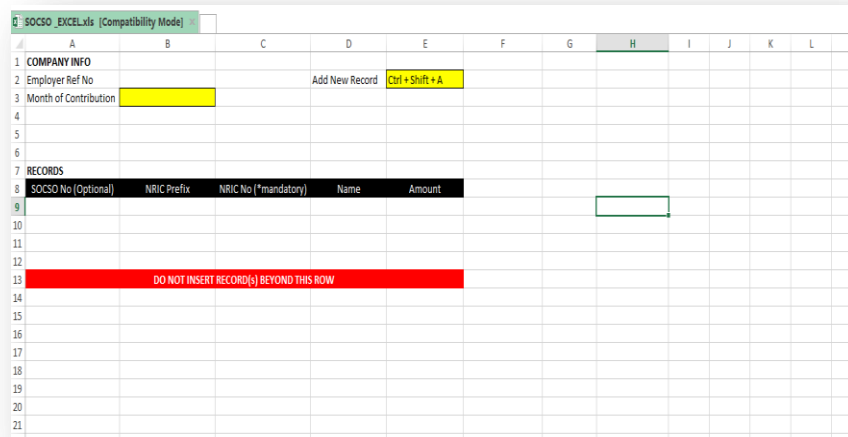 SOCSO _EXCEL.xls [Compatibility Mode] ×
A B C D E F G H I J K L
1 COMPANY INFO
2 Employer Ref No Add New Record Ctrl + Shift + A
3 Month of Contribution
4
5
6
7 RECORDS
8 SOCSO No (Optional) NRIC Prefix NRIC No (*mandatory) Name Amount
9
10
11
12
13 DO NOT INSERT RECORD(s) BEYOND THIS ROW
14
15
16
17
18
19
20
21